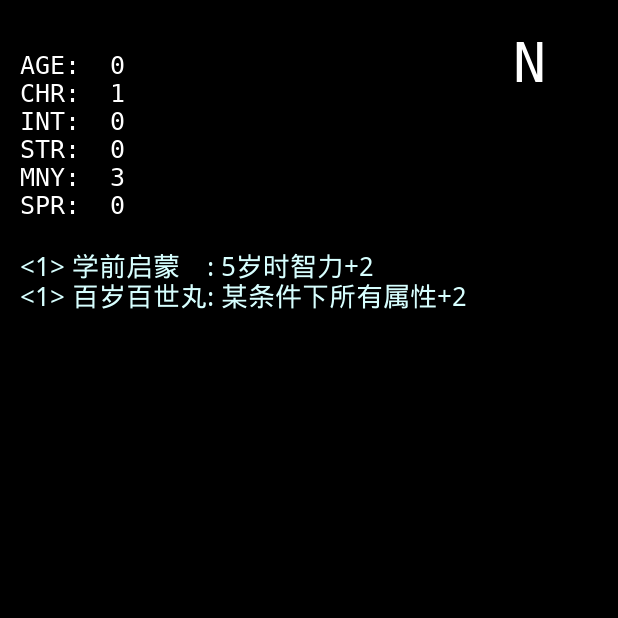 N
AGE: 0
CHR: 1
INT: 0
STR: 0
MNY: 3
SPR: 0
<1> 学前启蒙 : 5岁时智力+2
<1> 百岁百世丸: 某条件下所有属性+2